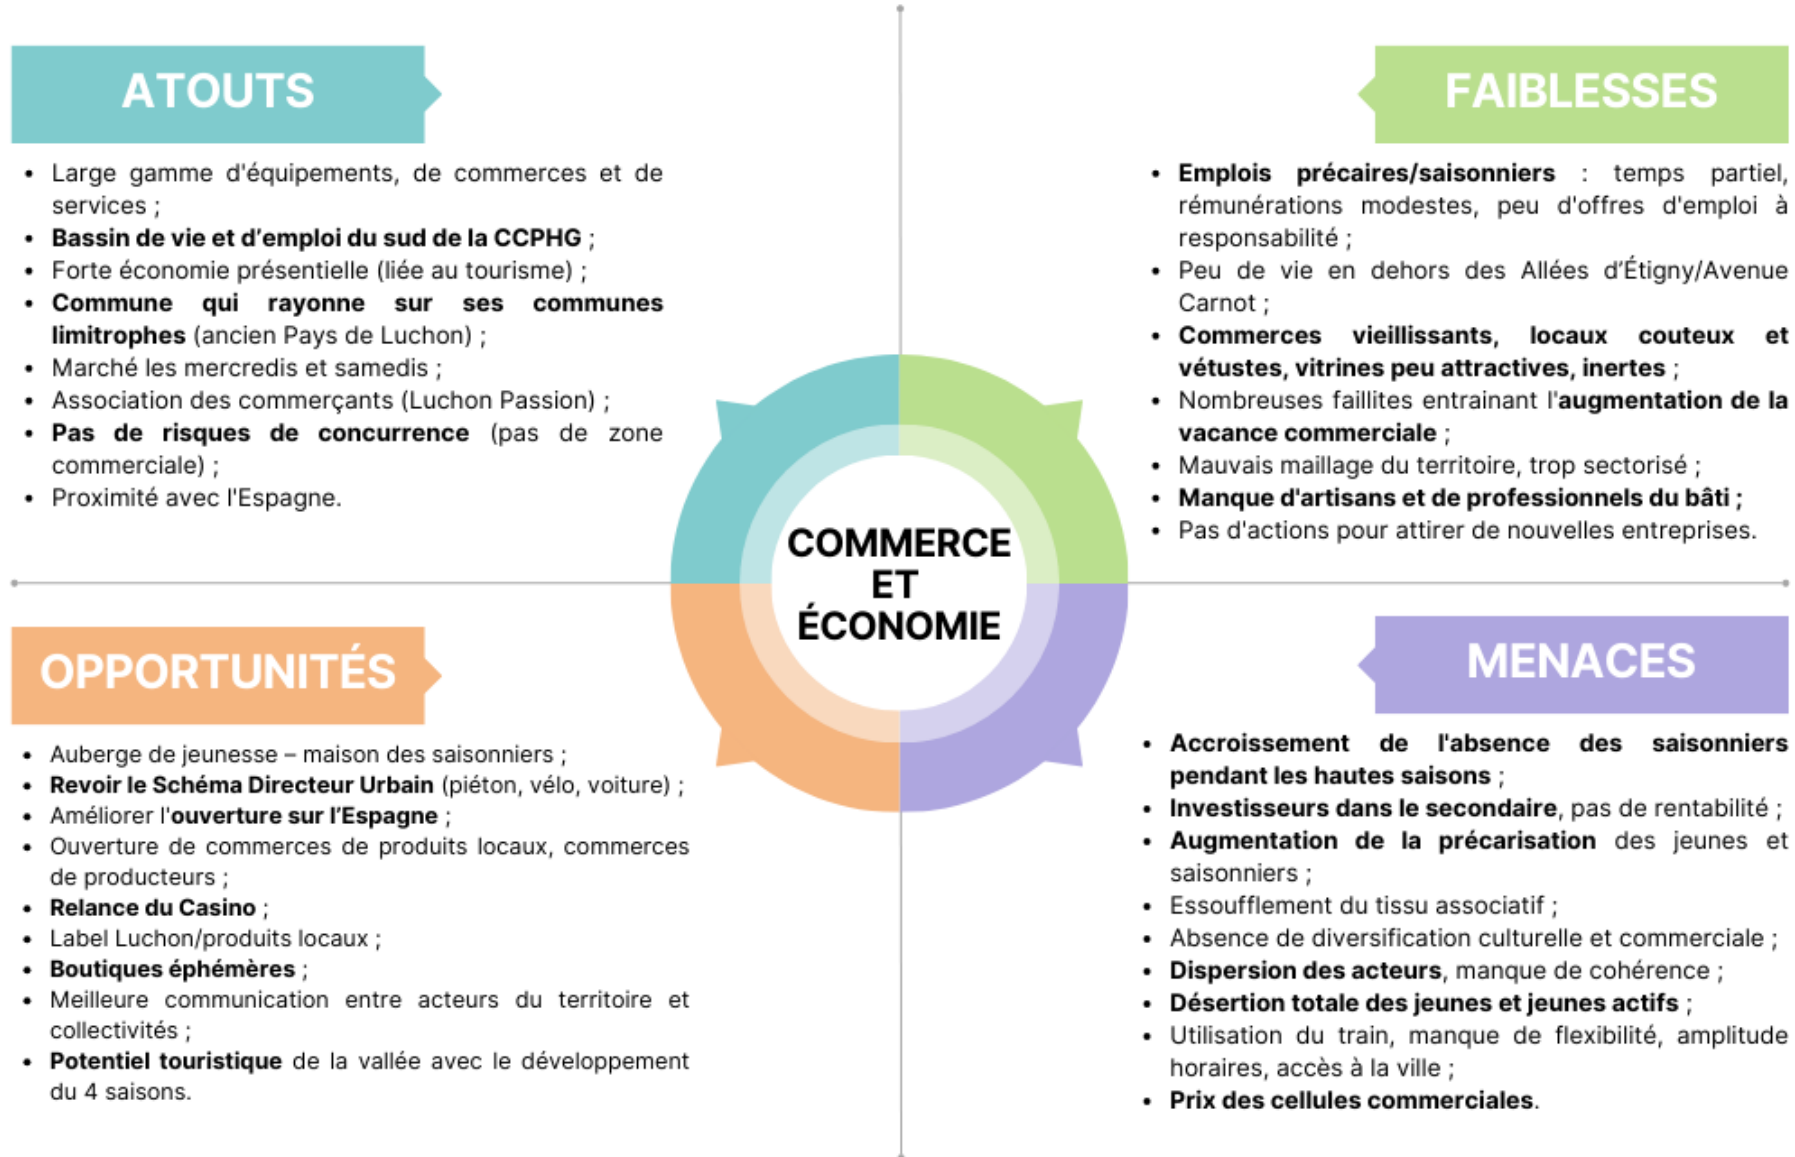 ATOUTS
• Large gamme d'équipements, de commerces et de
services ;
• Bassin de vie et d’emploi du sud de la CCPHG ;
• Forte économie présentielle (liée au tourisme) ;
• Commune qui rayonne sur ses communes
limitrophes (ancien Pays de Luchon) ;
• Marché les mercredis et samedis ;
• Association des commerçants (Luchon Passion) ;
• Pas de risques de concurrence (pas de zone
commerciale) ;
• Proximité avec l'Espagne.
FAIBLESSES
• Emplois précaires/saisonniers : temps partiel,
rémunérations modestes, peu d'offres d'emploi à
responsabilité ;
• Peu de vie en dehors des Allées d’Étigny/Avenue
Carnot ;
• Commerces vieillissants, locaux couteux et
vétustes, vitrines peu attractives, inertes ;
• Nombreuses faillites entrainant l'augmentation de la
vacance commerciale ;
• Mauvais maillage du territoire, trop sectorisé ;
• Manque d'artisans et de professionnels du bâti ;
• Pas d'actions pour attirer de nouvelles entreprises.
COMMERCE
ET
ÉCONOMIE
OPPORTUNITÉS
• Auberge de jeunesse – maison des saisonniers ;
• Revoir le Schéma Directeur Urbain (piéton, vélo, voiture) ;
• Améliorer l'ouverture sur l’Espagne ;
• Ouverture de commerces de produits locaux, commerces
de producteurs ;
• Relance du Casino ;
• Label Luchon/produits locaux ;
• Boutiques éphémères ;
• Meilleure communication entre acteurs du territoire et
collectivités ;
• Potentiel touristique de la vallée avec le développement
du 4 saisons.
MENACES
• Accroissement de l'absence des saisonniers
pendant les hautes saisons ;
• Investisseurs dans le secondaire, pas de rentabilité ;
• Augmentation de la précarisation des jeunes et
saisonniers ;
• Essoufflement du tissu associatif ;
• Absence de diversification culturelle et commerciale ;
• Dispersion des acteurs, manque de cohérence ;
• Désertion totale des jeunes et jeunes actifs ;
• Utilisation du train, manque de flexibilité, amplitude
horaires, accès à la ville ;
• Prix des cellules commerciales.